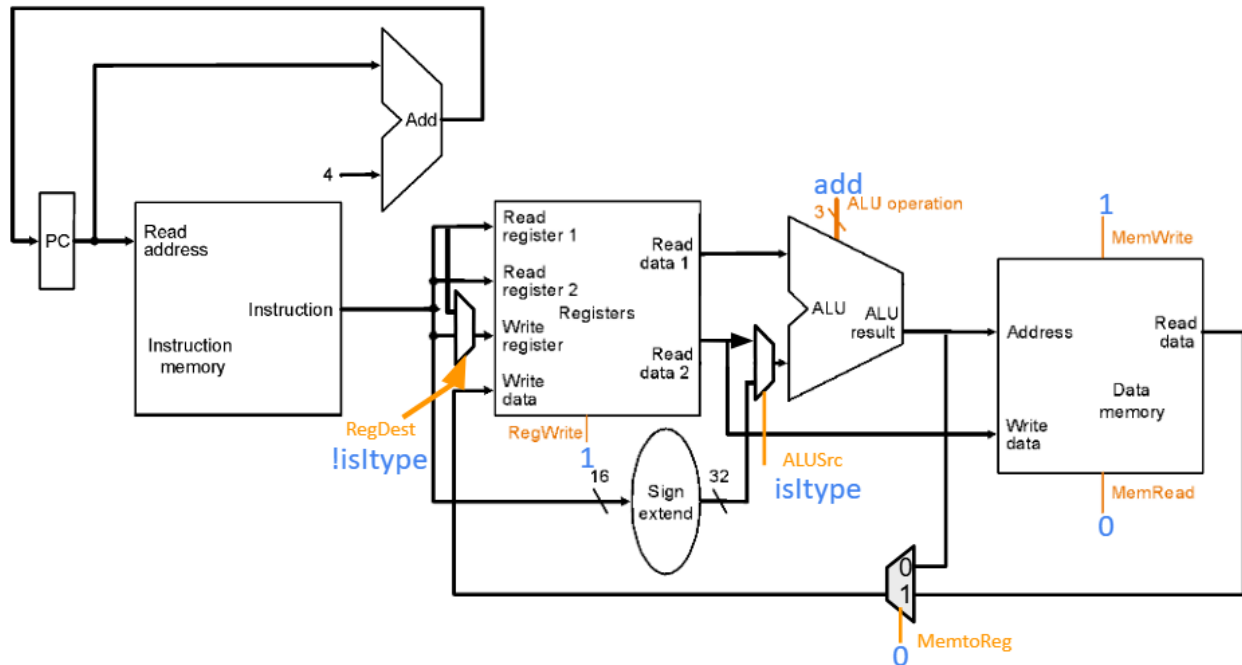 Add
4
PC
Read
address
Instruction
Instruction
memory
Read
register 1
Read
register 2
Write
register
Write
data
Registers
Read
data 1
Read
data 2
RegWrite
1
RegDest
!isItype
16
Sign
extend
32
add
3
ALU operation
ALU
ALU
result
ALUSrc
isItype
1
MemWrite
Address
Read
data
Data
memory
Write
data
MemRead
0
0
1
MemtoReg
0